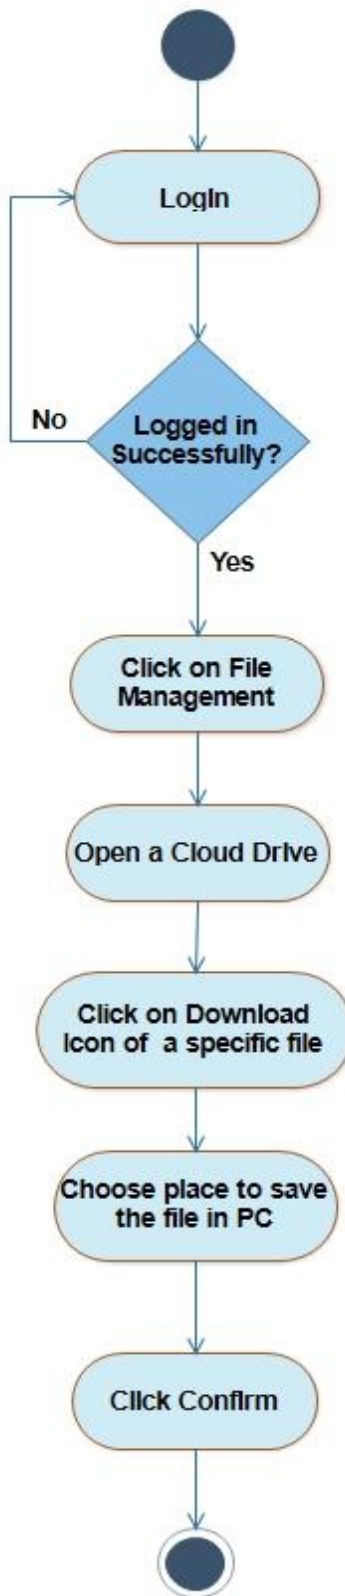 LogIn
No
Logged in
Successfully?
Yes
Click on File
Management
Open a Cloud Drive
Click on Download
Icon of a specific file
Choose place to save
the file in PC
Click Confirm